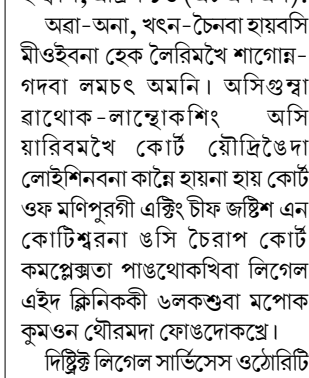 অৱা-অনা, খৎন-চৈনবা হায়বসি
মীওইবনা হেক লৈরিমখৈ শাগোন্ন-
গদবা লমচৎ অমনি। অসিগুম্বা
ৱাথোক-লান্থোকশিং অসি
য়ারিবমখৈ কোর্ট য়ৌদ্রিঙৈদা
লোইশিনবনা কান্নৈ হায়না হায় কোর্ট
ওফ মণিপুরগী এক্টিং চীফ জষ্টিশ এন
কোটিশ্বরনা ঙসি চৈরাপ কোর্ট
কমপ্লেক্সতা পাঙথোকখিবা লিগেল
এইদ ক্লিনিককী ৬লকশুবা মপোক
কুমওন থৌরমদা ফোঙদোকখ্রে।
দিষ্ট্রিক্ট লিগেল সার্ভিসেস ওঠোরিটি